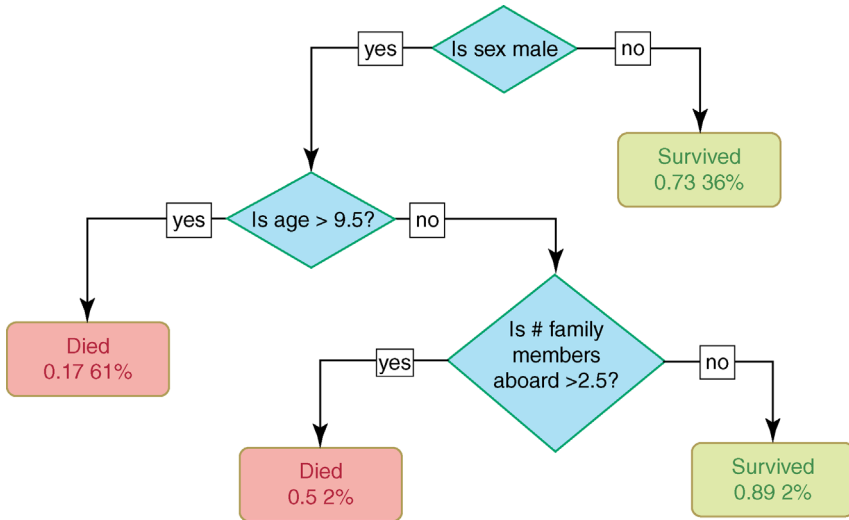 yes
Is sex male
no
Survived
0.73 36%
yes
Is age > 9.5?
no
Died
0.17 61%
yes
Is # family
members
aboard >2.5?
no
Died
0.5 2%
Survived
0.89 2%